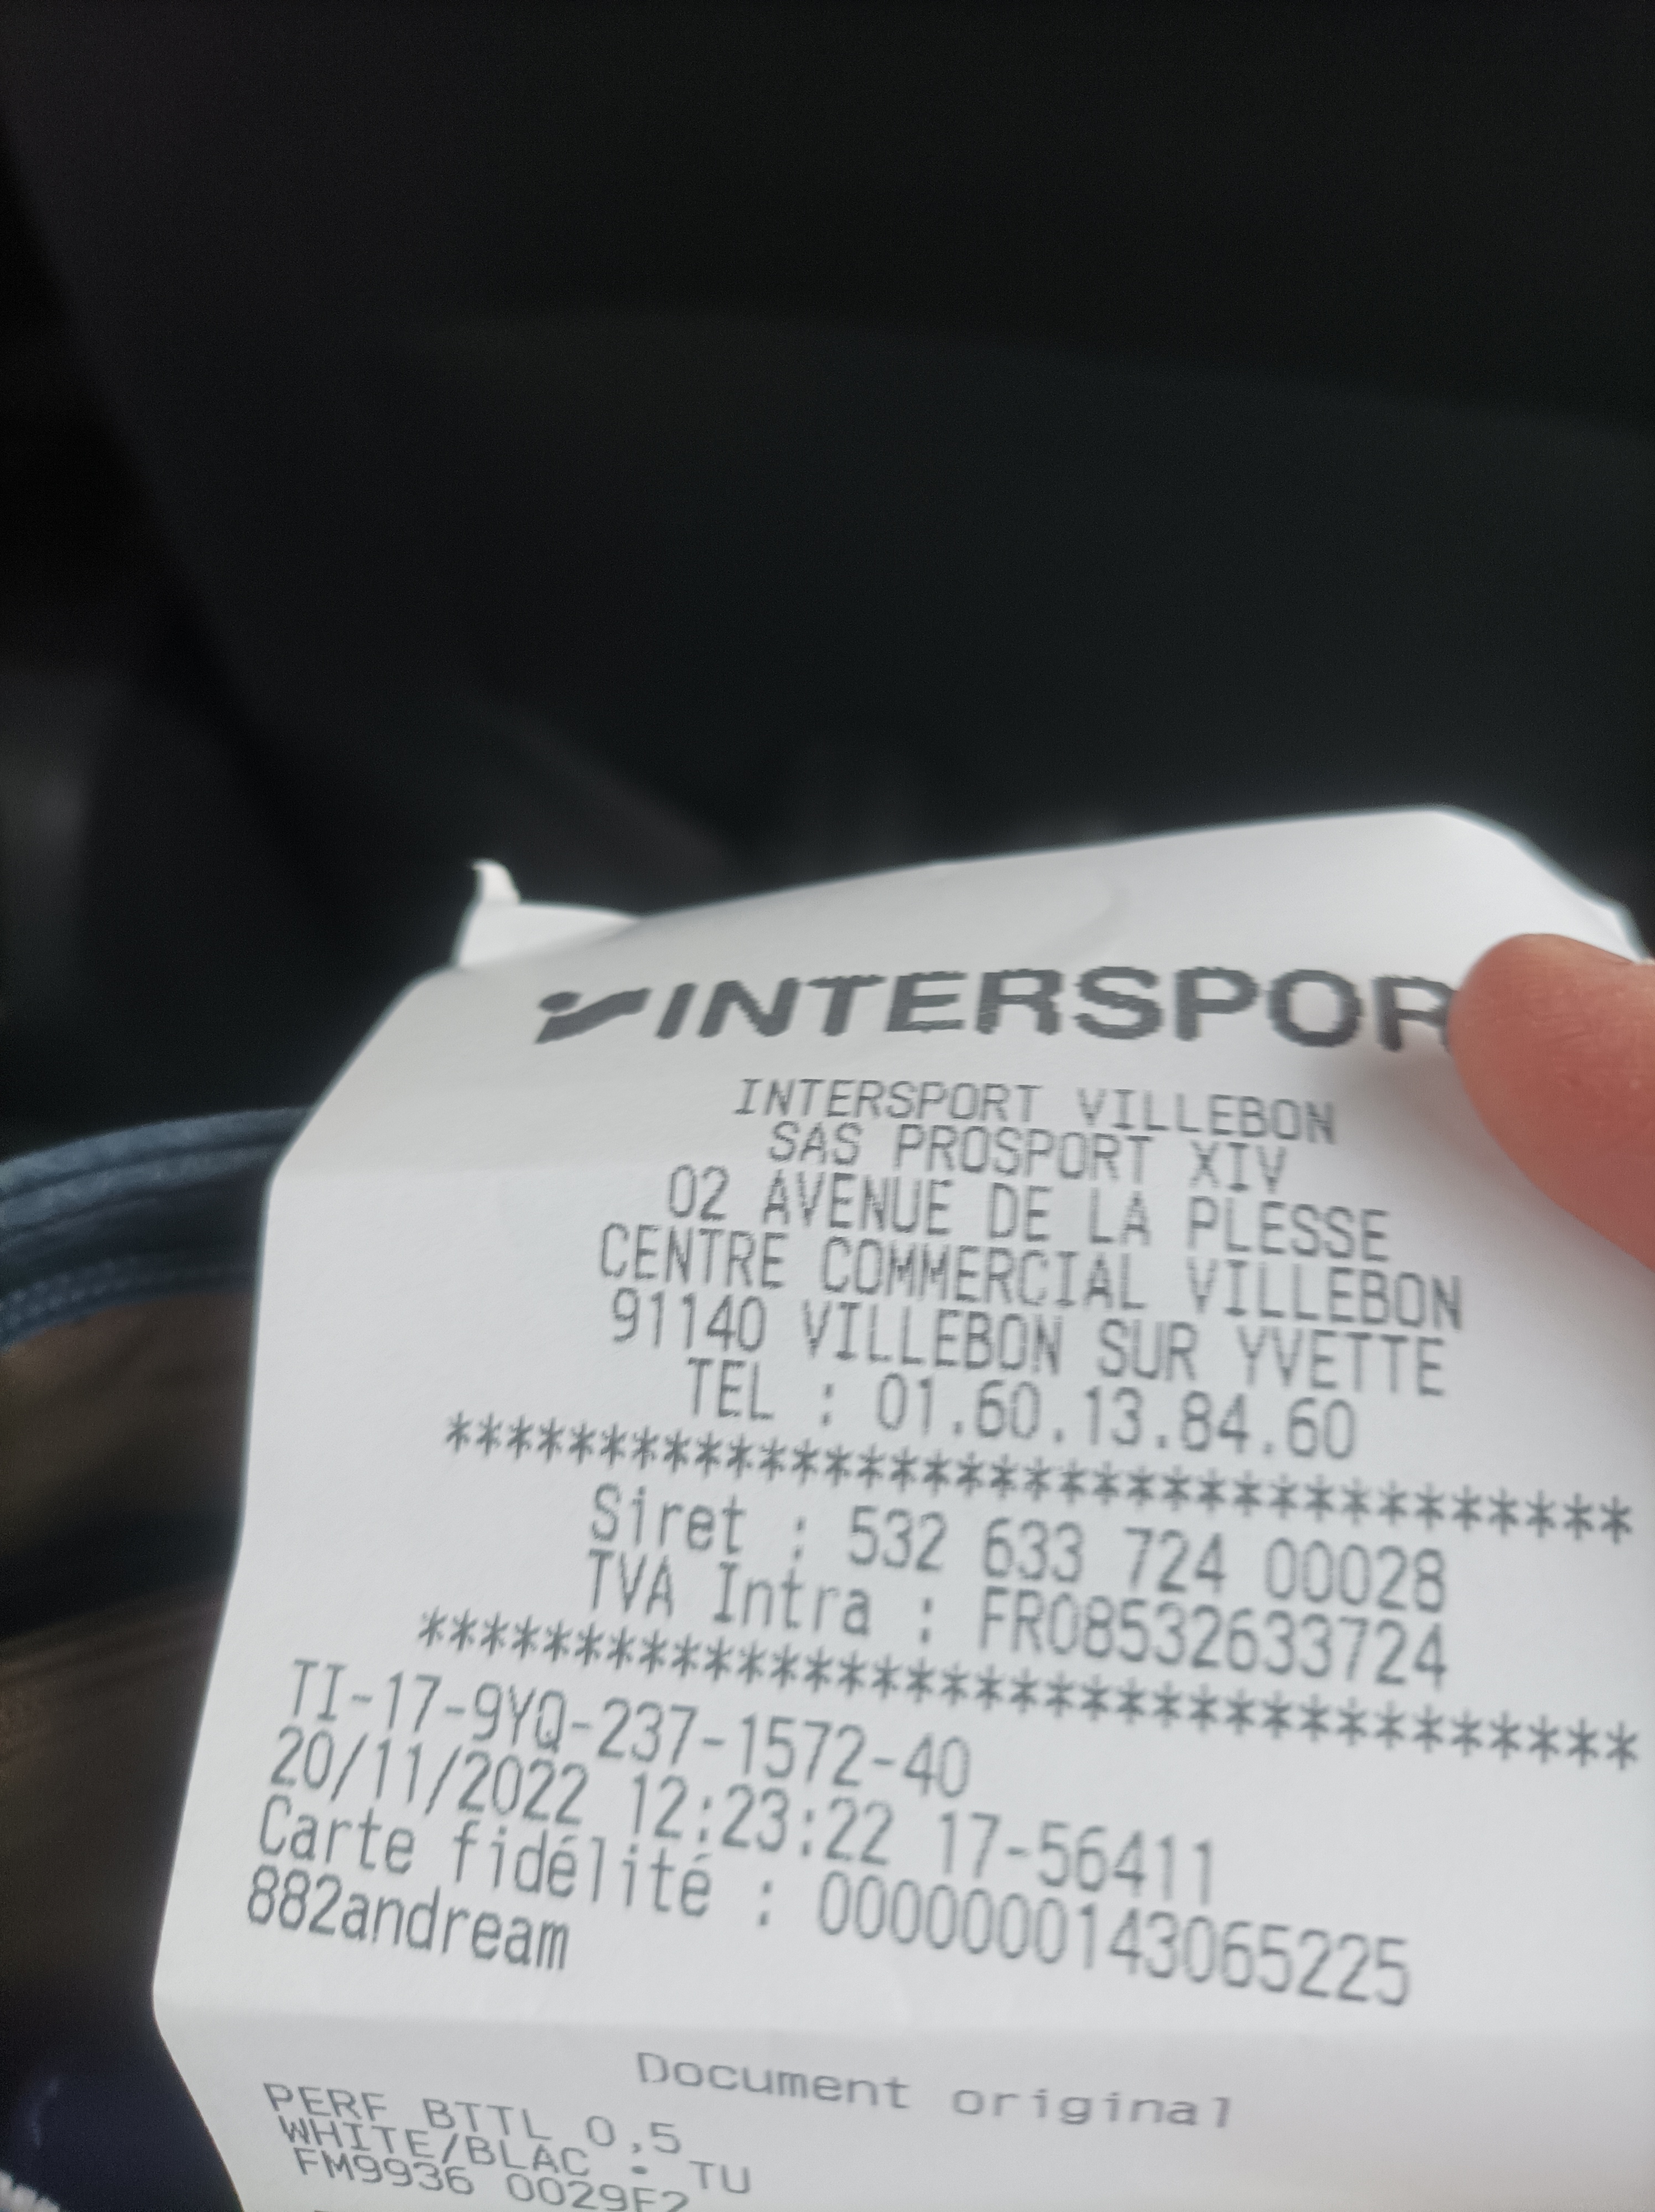 INTERSPOR
INTERSPORT VILLEBON
SAS PROSPORT XIV
02 AVENUE DE LA PLESSE
CENTRE COMMERCIAL VILLEBON
91140 VILLEBON SUR YVETTE
TEL : 01.60.13.84.60
*************************************
Siret : 532 633 724 00028
TVA Intra : FR08532633724
*************************************
TI-17-9YQ-237-1572-40
20/11/2022 12:23:22 17-56411
Carte fidélité : 0000000143065225
882andream
Document original
PERF BTTL 0,5
WHITE/BLAC - TU
FM9936 0029F2